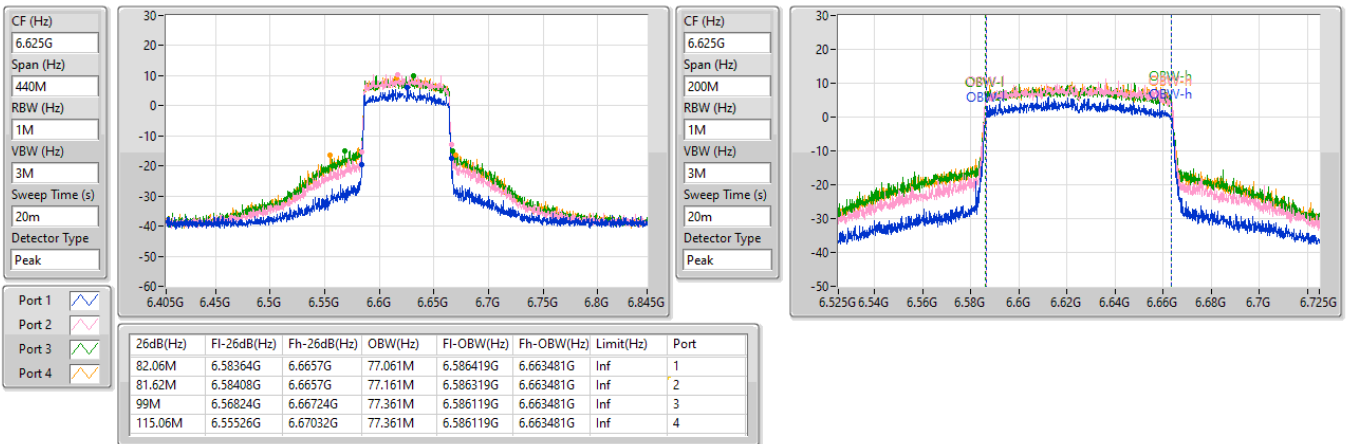 CF (Hz)
6.625G
Span (Hz)
440M
RBW (Hz)
1M
VBW (Hz)
3M
Sweep Time (s)
20m
Detector Type
Peak
30
20
10
0
-10
-20
-30
-40
-50
-60
6.405G 6.45G 6.5G 6.55G 6.6G 6.65G 6.7G 6.75G 6.8G 6.845G
CF (Hz)
6.625G
Span (Hz)
200M
RBW (Hz)
1M
VBW (Hz)
3M
Sweep Time (s)
20m
Detector Type
Peak
30
20
10
0
-10
-20
-30
-40
-50
OBW-l OBW-h
OBW-h
OBW-h
6.525G 6.54G 6.56G 6.58G 6.6G 6.62G 6.64G 6.66G 6.68G 6.7G 6.725G
Port 1
Port 2
Port 3
Port 4
26dB(Hz) Fl-26dB(Hz) Fh-26dB(Hz) OBW(Hz) Fl-OBW(Hz) Fh-OBW(Hz) Limit(Hz) Port
82.06M 6.58364G 6.6657G 77.061M 6.586419G 6.663481G Inf 1
81.62M 6.58408G 6.6657G 77.161M 6.586319G 6.663481G Inf 2
99M 6.56824G 6.66724G 77.361M 6.586119G 6.663481G Inf 3
115.06M 6.55526G 6.67032G 77.361M 6.586119G 6.663481G Inf 4